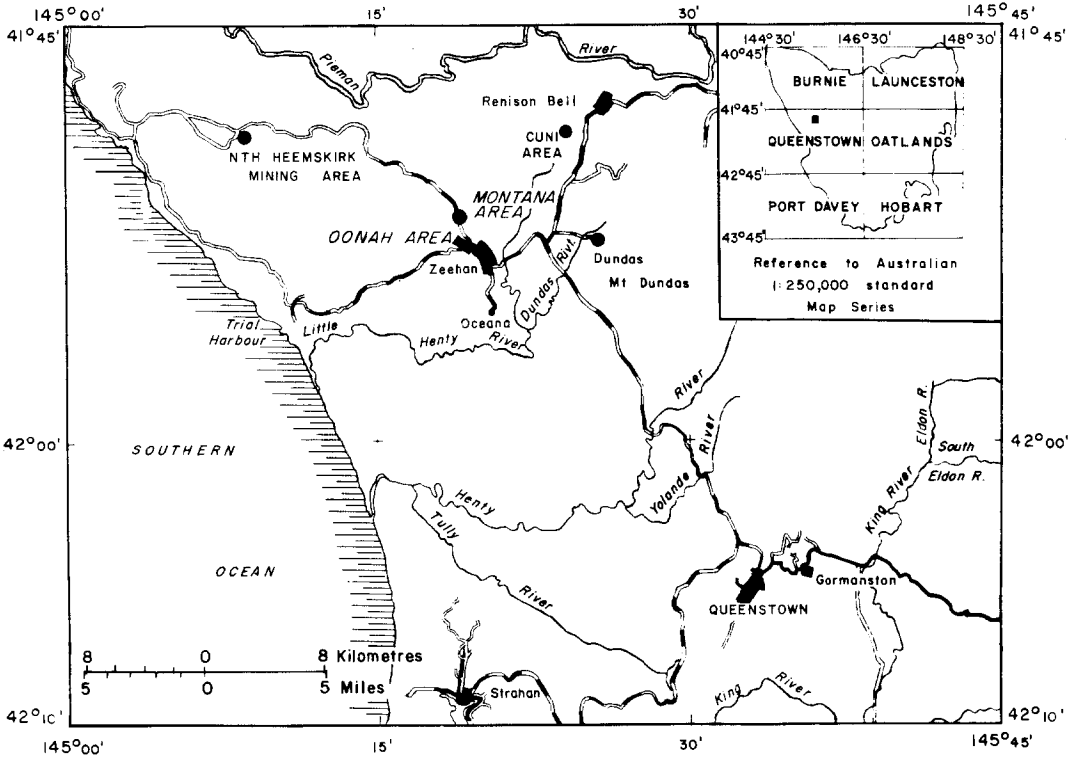 145°00'
15'
30'
145°45'
41°45'
41°45'
Pieman
River
Renison Bell
CUNI
AREA
NTH HEEMSKIRK
MINING AREA
MONTANA
AREA
OONAH AREA
Zeehan
Dundas
Mt Dundas
Dundas Rivt.
Oceana
Trial
Harbour
Little
Henty
River
144°30'
146°30'
148°30'
40°45'
BURNIE
LAUNCESTON
41°45'
QUEENSTOWN
OATLANDS
42°45'
PORT DAVEY
HOBART
43°45'
Reference to Australian
1:250,000 standard
Map Series
River
River
Yolande
Eldon R.
South
Eldon R.
King River
42°00'
42°00'
SOUTHERN
OCEAN
Henty
Tully
River
Gormanston
QUEENSTOWN
8 0 8 Kilometres
5 0 5 Miles
Strahan
King River
42°10'
42°10'
145°00'
15'
30'
145°45'